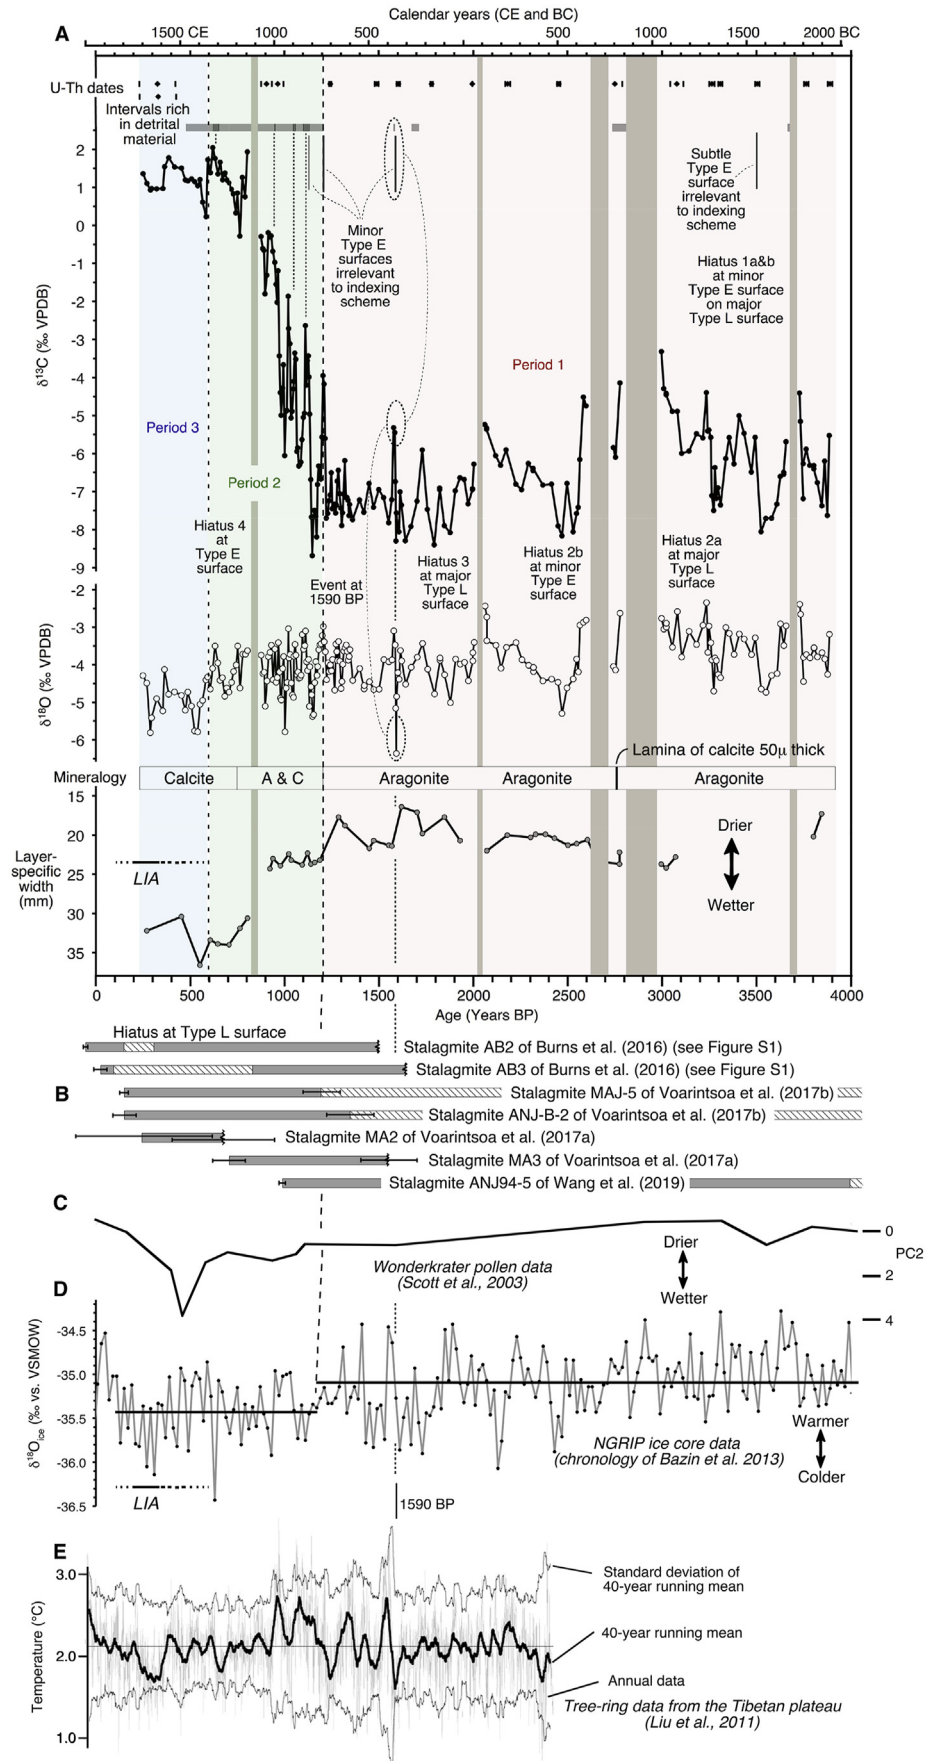 Calendar years (CE and BC)
A
1500 CE 1000 500 500 1000 1500 2000 BC
U-Th dates
Intervals rich
in detrital
material
2
1
0
-1
-2
-3
-4
-5
-6
-7
-8
-9
δ13C (‰ VPDB)
Minor
Type E
surfaces
irrelevant
to indexing
scheme
Subtle
Type E
surface
irrelevant
to indexing
scheme
Hiatus 1a&b
at minor
Type E surface
on major
Type L surface
Period 1
Period 3
Period 2
Hiatus 4
at
Type E
surface
Event at
1590 BP
Hiatus 3
at major
Type L
surface
Hiatus 2b
at minor
Type E
surface
Hiatus 2a
at major
Type L
surface
-2
-3
-4
-5
-6
δ18O (‰ VPDB)
Lamina of calcite 50μ thick
Mineralogy Calcite A & C Aragonite Aragonite Aragonite
15
20
25
30
35
Layer-
specific
width
(mm)
LIA
Drier
Wetter
0 500 1000 1500 2000 2500 3000 3500 4000
Age (Years BP)
Hiatus at Type L surface
Stalagmite AB2 of Burns et al. (2016) (see Figure S1)
Stalagmite AB3 of Burns et al. (2016) (see Figure S1)
B
Stalagmite MAJ-5 of Voarintsoa et al. (2017b)
Stalagmite ANJ-B-2 of Voarintsoa et al. (2017b)
Stalagmite MA2 of Voarintsoa et al. (2017a)
Stalagmite MA3 of Voarintsoa et al. (2017a)
Stalagmite ANJ94-5 of Wang et al. (2019)
C
0
PC2
2
4
Drier
Wetter
Wonderkrater pollen data
(Scott et al., 2003)
D
-34.5
-35.0
-35.5
-36.0
-36.5
δ18Oice (‰ vs. VSMOW)
Warmer
Colder
NGRIP ice core data
(chronology of Bazin et al. 2013)
LIA
1590 BP
E
3.0
2.0
1.0
Temperature (°C)
Standard deviation of
40-year running mean
40-year running mean
Annual data
Tree-ring data from the Tibetan plateau
(Liu et al., 2011)